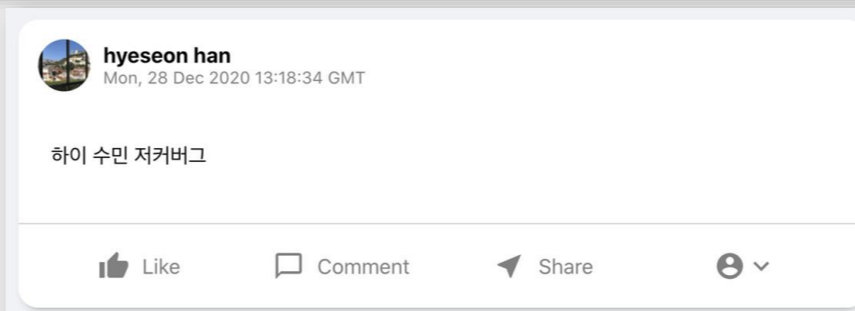 hyeseon han
Mon, 28 Dec 2020 13:18:34 GMT
하이 수민 저커버그
Like
Comment
Share